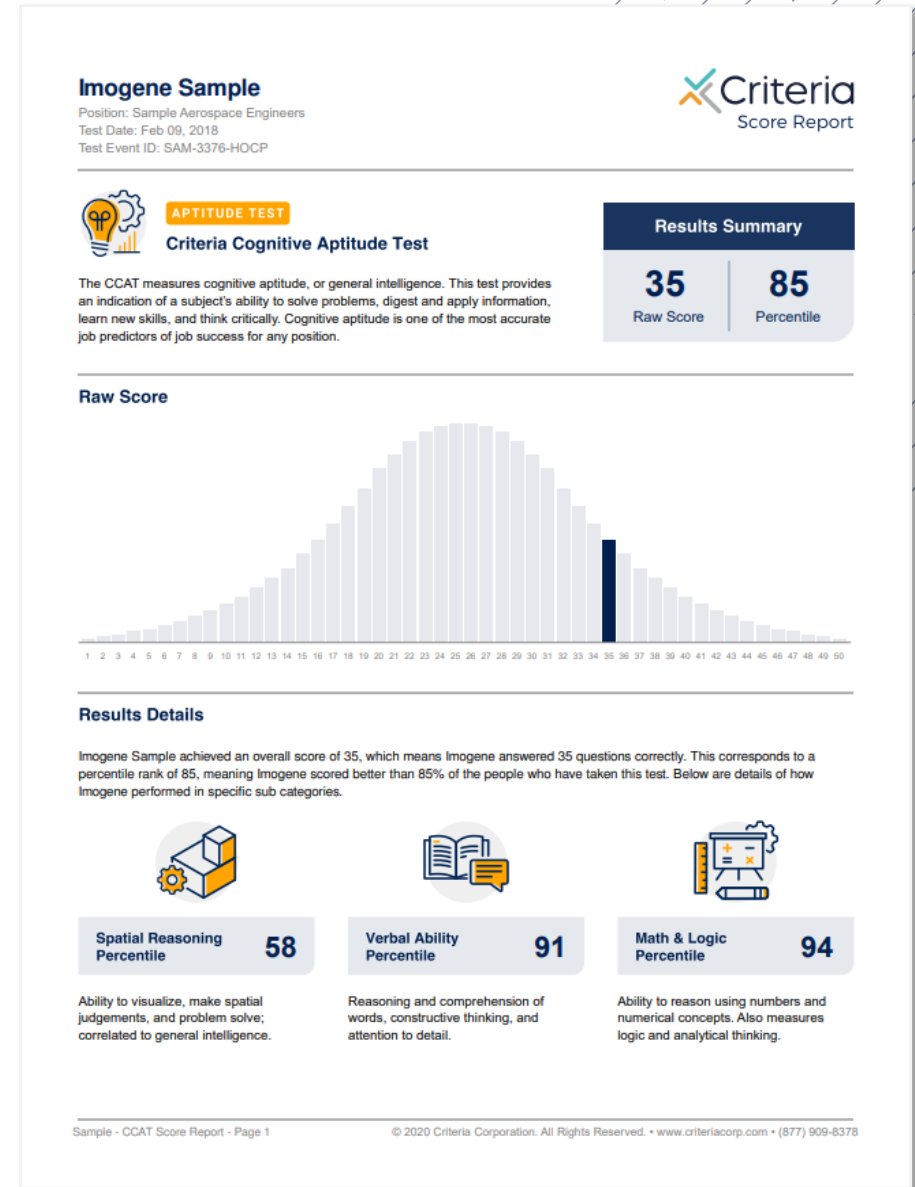 Imogene Sample
Position: Sample Aerospace Engineers
Test Date: Feb 09, 2018
Test Event ID: SAM-3376-HOCP
Criteria
Score Report
APTITUDE TEST
Criteria Cognitive Aptitude Test
The CCAT measures cognitive aptitude, or general intelligence. This test provides
an indication of a subject's ability to solve problems, digest and apply information,
learn new skills, and think critically. Cognitive aptitude is one of the most accurate
job predictors of job success for any position.
Results Summary
35 85
Raw Score Percentile
Raw Score
1 2 3 4 5 6 7 8 9 10 11 12 13 14 15 16 17 18 19 20 21 22 23 24 25 26 27 28 29 30 31 32 33 34 35 36 37 38 39 40 41 42 43 44 45 46 47 48 49 50
Results Details
Imogene Sample achieved an overall score of 35, which means Imogene answered 35 questions correctly. This corresponds to a
percentile rank of 85, meaning Imogene scored better than 85% of the people who have taken this test. Below are details of how
Imogene performed in specific sub categories.
Spatial Reasoning
Percentile 58
Ability to visualize, make spatial
judgements, and problem solve;
correlated to general intelligence.
Verbal Ability
Percentile 91
Reasoning and comprehension of
words, constructive thinking, and
attention to detail.
Math & Logic
Percentile 94
Ability to reason using numbers and
numerical concepts. Also measures
logic and analytical thinking.
Sample - CCAT Score Report - Page 1
© 2020 Criteria Corporation. All Rights Reserved. • www.criteriacorp.com • (877) 909-8378